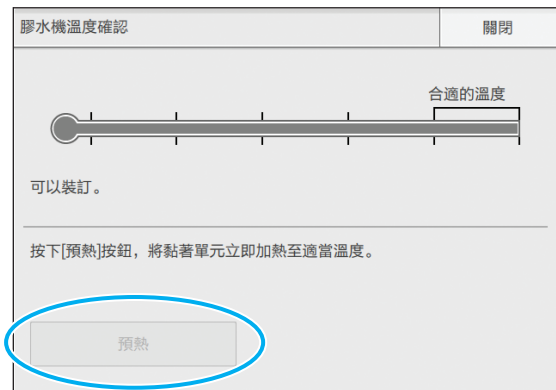 膠水機溫度確認
關閉
合適的溫度
可以裝訂。
按下[預熱]按鈕，將黏著單元立即加熱至適當溫度。
預熱